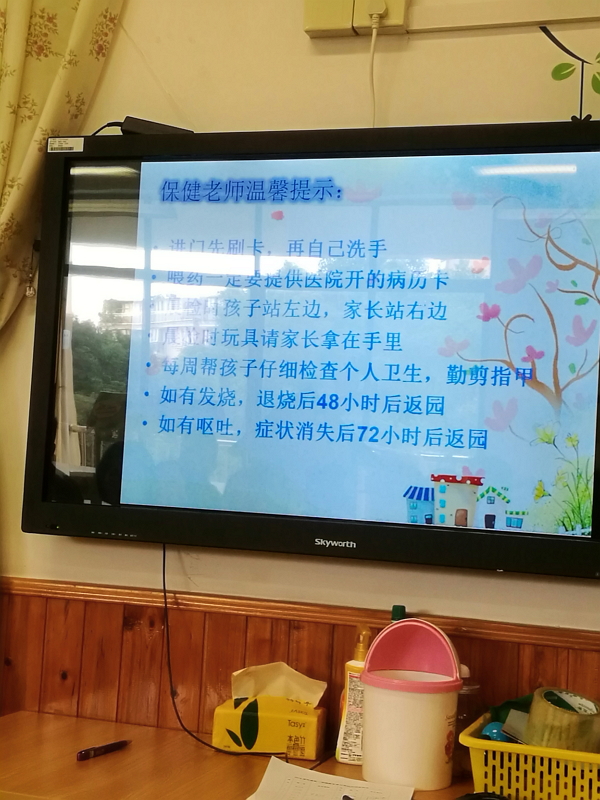 保健老师温馨提示：
• 进门先刷卡，再自己洗手
• 喂药一定要提供医院开的病历卡
孩子站左边，家长站右边
时玩具请家长拿在手里
• 每周帮孩子仔细检查个人卫生，勤剪指甲
• 如有发烧，退烧后48小时后返园
• 如有呕吐，症状消失后72小时后返园
Skyworth